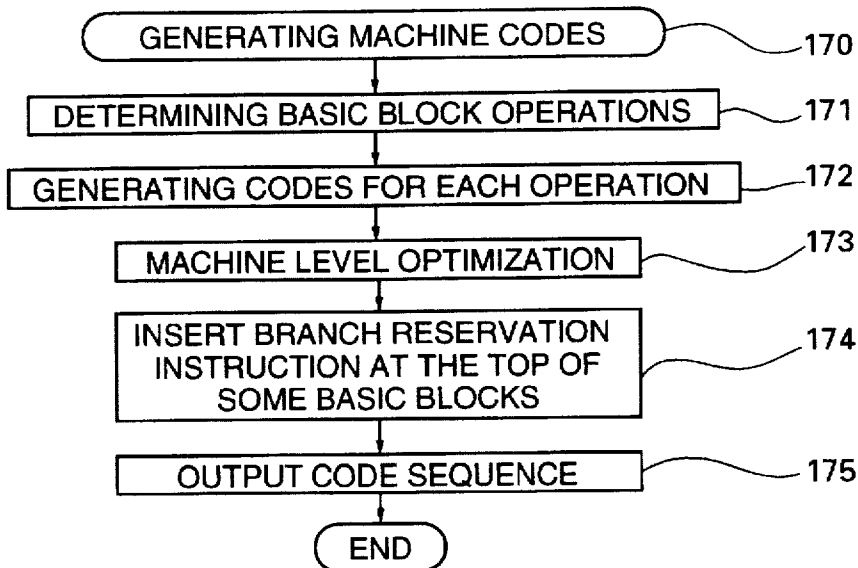 GENERATING MACHINE CODES
170
DETERMINING BASIC BLOCK OPERATIONS
171
GENERATING CODES FOR EACH OPERATION
172
MACHINE LEVEL OPTIMIZATION
173
INSERT BRANCH RESERVATION
INSTRUCTION AT THE TOP OF
SOME BASIC BLOCKS
174
OUTPUT CODE SEQUENCE
175
END